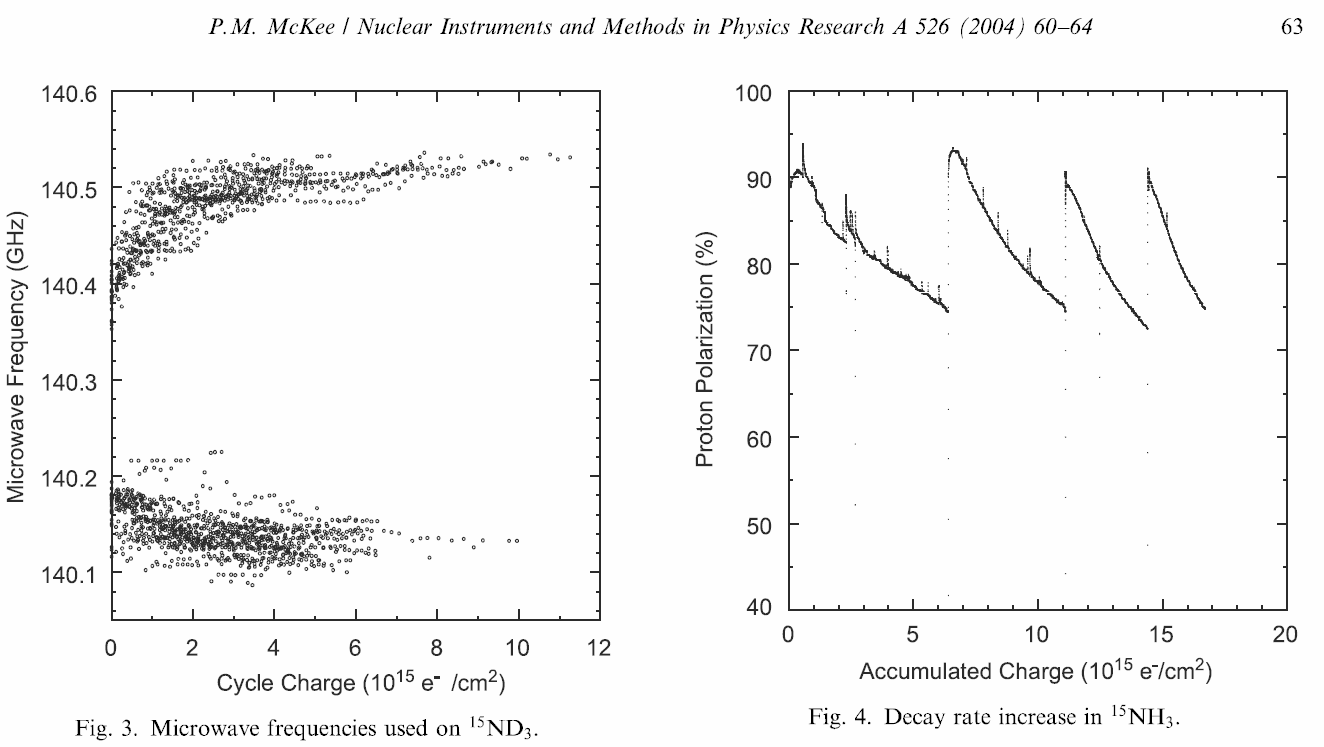 P.M. McKee / Nuclear Instruments and Methods in Physics Research A 526 (2004) 60–64 63
140.6
140.5
140.4
140.3
140.2
140.1
Microwave Frequency (GHz)
0 2 4 6 8 10 12
Cycle Charge (10¹⁵ e⁻ /cm²)
Fig. 3. Microwave frequencies used on ¹⁵ND₃.
100
90
80
70
60
50
40
Proton Polarization (%)
0 5 10 15 20
Accumulated Charge (10¹⁵ e⁻/cm²)
Fig. 4. Decay rate increase in ¹⁵NH₃.